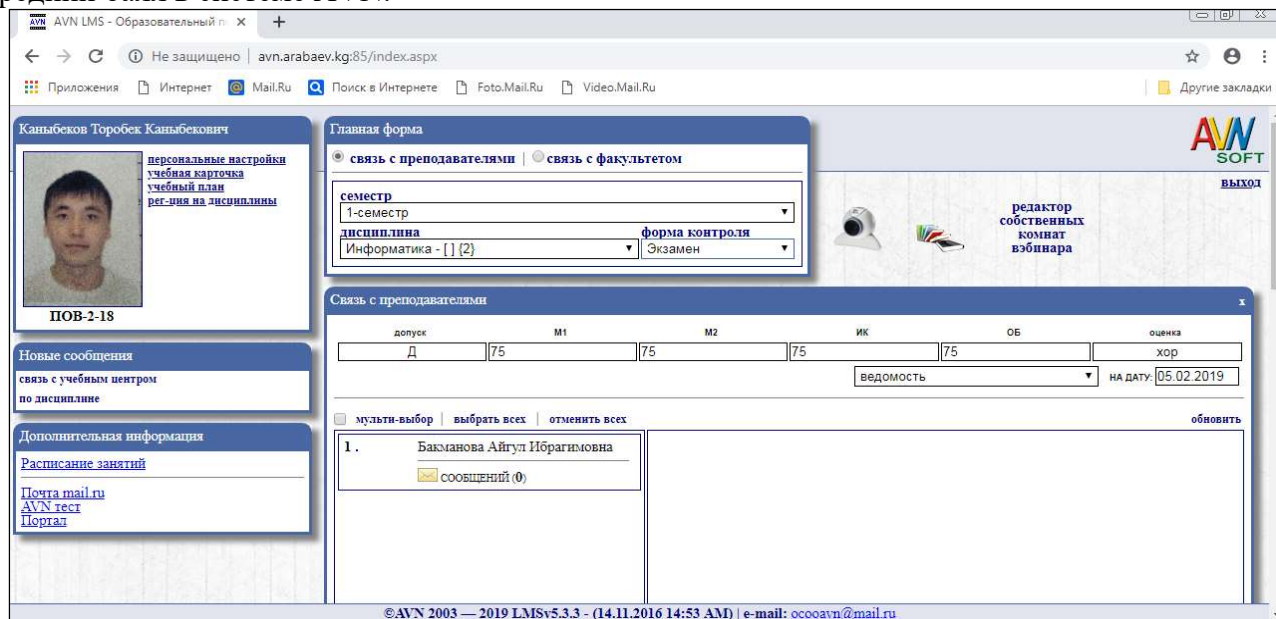 редний балл в системе AVN.
AVN LMS - Образовательный п
Не защищено | avn.arabaev.kg:85/index.aspx
Приложения Интернет Mail.Ru Поиск в Интернете Foto.Mail.Ru Video.Mail.Ru Другие закладки
Каныбеков Торобек Каныбекович
персональные настройки
учебная карточка
учебный план
рег-ция на дисциплины
ПОВ-2-18
Новые сообщения
связь с учебным центром
по дисциплине
Дополнительная информация
Расписание занятий
Почта mail.ru
AVN тест
Портал
Главная форма
связь с преподавателями | связь с факультетом
семестр
1-семестр
дисциплина форма контроля
Информатика - [ ] {2} Экзамен
AVN
SOFT
выход
редактор
собственных
комнат
вэбинара
Связь с преподавателями x
допуск М1 М2 ИК ОБ оценка
Д 75 75 75 75 хор
ведомость НА ДАТУ: 05.02.2019
мульти-выбор | выбрать всех | отменить всех обновить
1 . Бакманова Айгул Ибрагимовна
СООБЩЕНИЙ (0)
©AVN 2003 — 2019 LMSv5.3.3 - (14.11.2016 14:53 AM) | e-mail: ocooavn@mail.ru